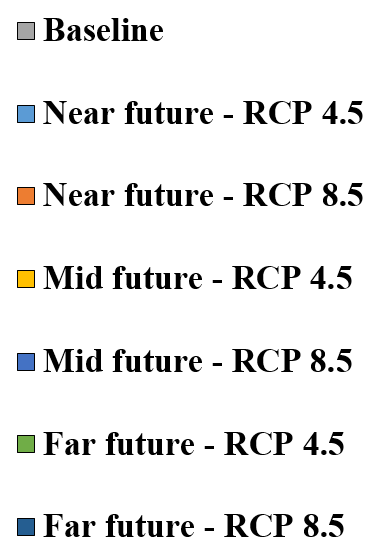 Baseline
Near future - RCP 4.5
Near future - RCP 8.5
Mid future - RCP 4.5
Mid future - RCP 8.5
Far future - RCP 4.5
Far future - RCP 8.5